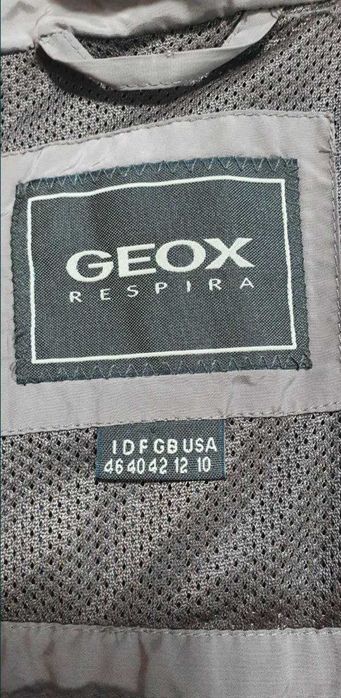 GEOX
RESPIRA
I D F GB USA
46 40 42 12 10